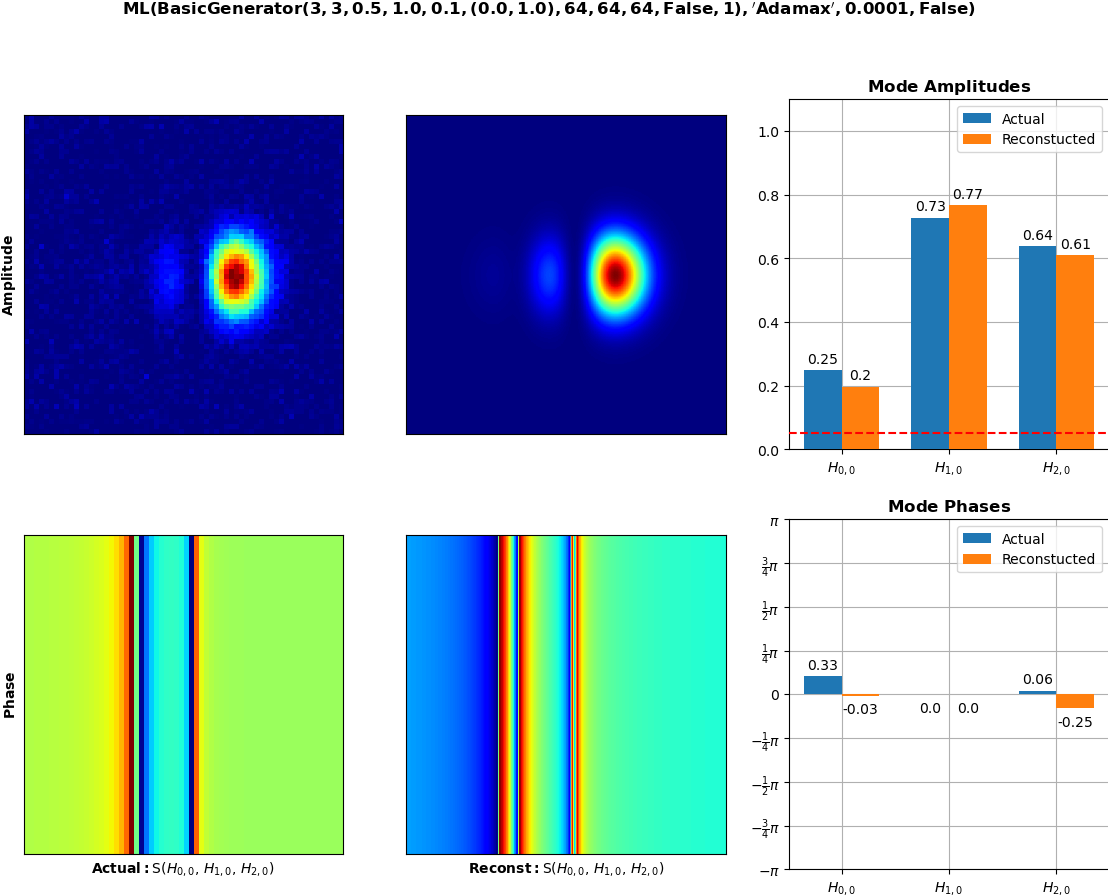 ML(BasicGenerator(3, 3, 0.5, 1.0, 0.1, (0.0, 1.0), 64, 64, 64, False, 1), ′Adamax′, 0.0001, False)
Mode Amplitudes
Actual
Reconstucted
1.0
0.8
0.6
0.4
0.2
0.0
0.25
0.2
0.73
0.77
0.64
0.61
H0,0
H1,0
H2,0
Amplitude
Mode Phases
Actual
Reconstucted
π
3/4π
1/2π
1/4π
0
−1/4π
−1/2π
−3/4π
−π
0.33
-0.03
0.0
0.0
0.06
-0.25
H0,0
H1,0
H2,0
Phase
Actual: S(H0,0, H1,0, H2,0)
Reconst: S(H0,0, H1,0, H2,0)